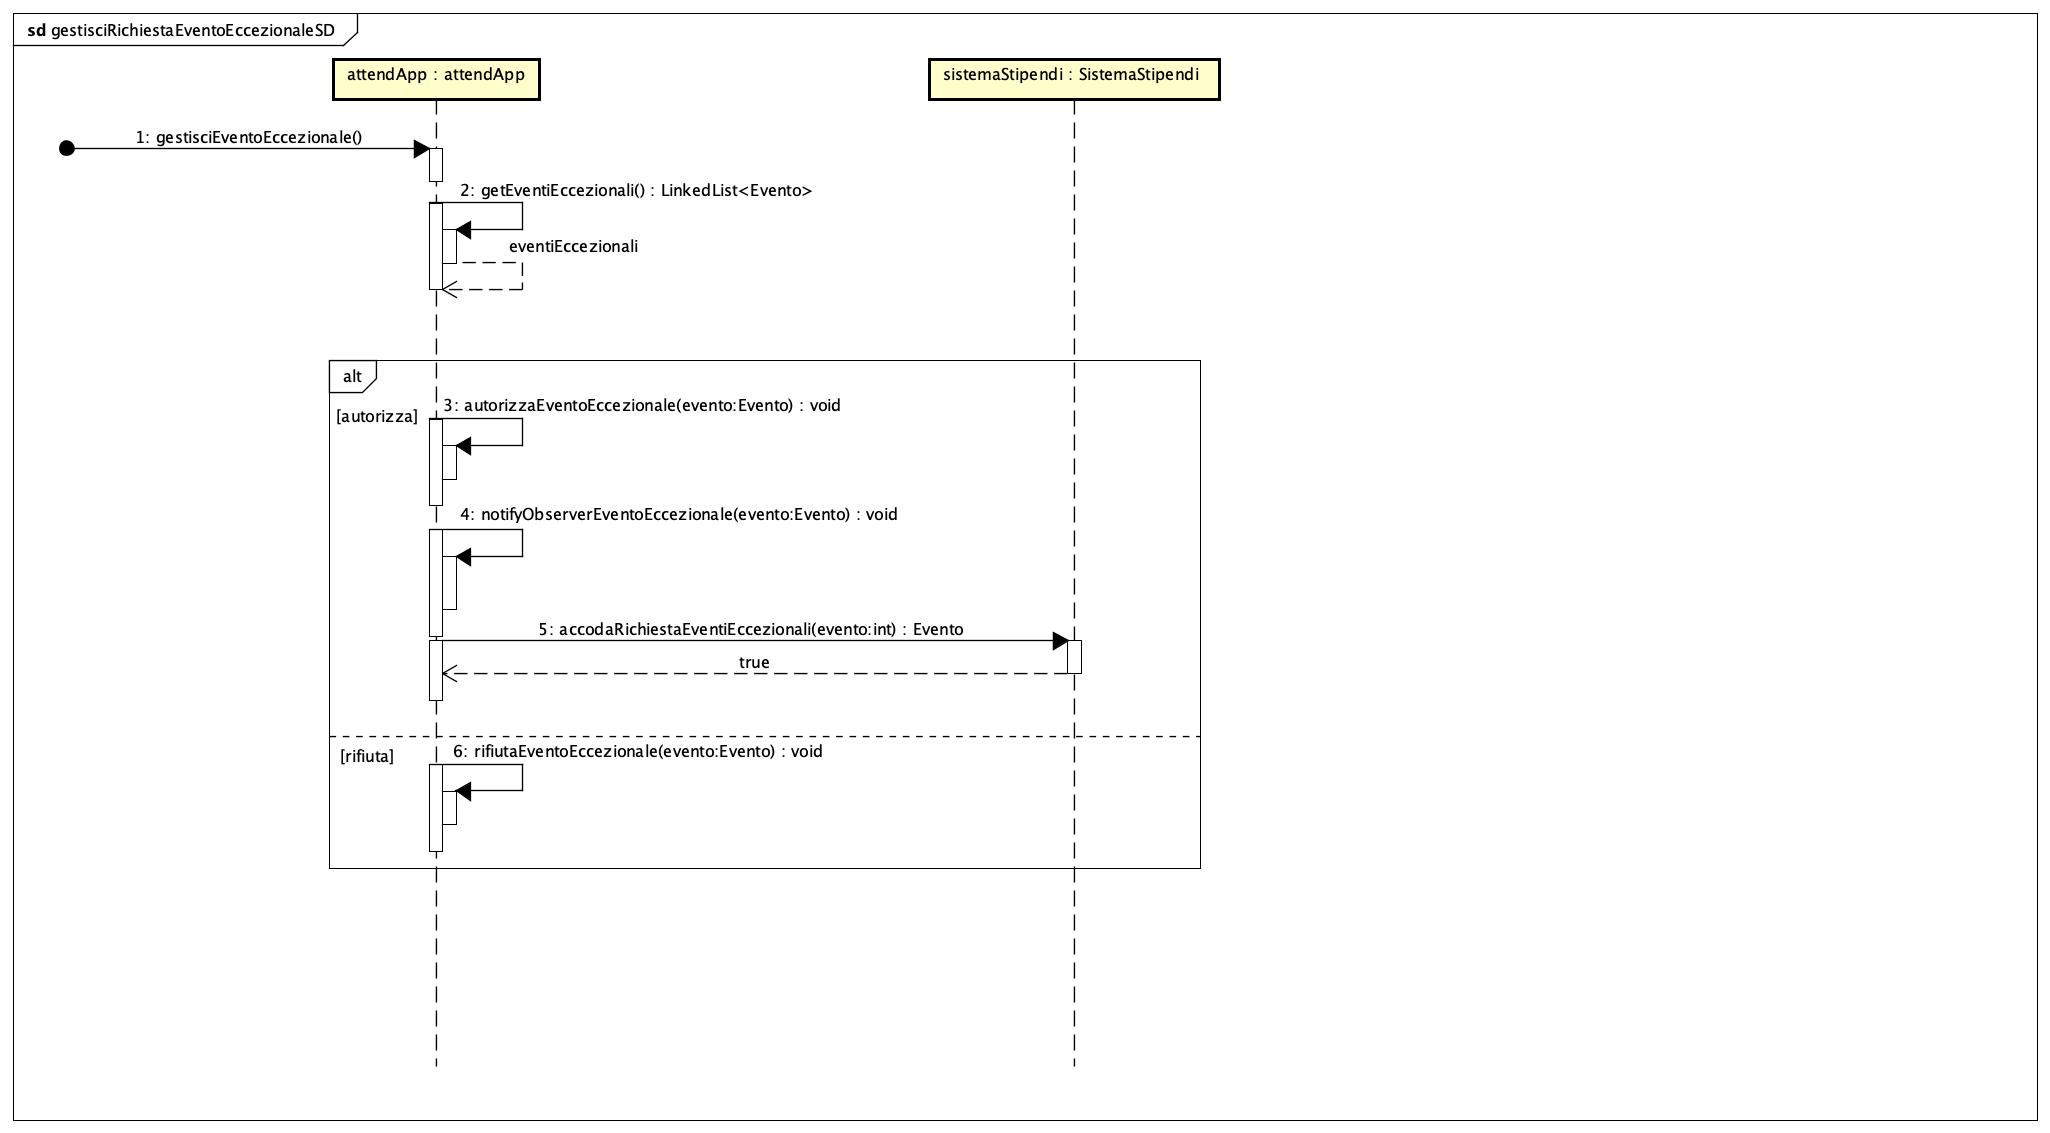 sd gestisciRichiestaEventoEccezionaleSD
attendApp : attendApp
sistemaStipendi : SistemaStipendi
1: gestisciEventoEccezionale()
2: getEventiEccezionali() : LinkedList<Evento>
eventiEccezionali
alt
3: autorizzaEventoEccezionale(evento:Evento) : void
[autorizza]
4: notifyObserverEventoEccezionale(evento:Evento) : void
5: accodaRichiestaEventiEccezionali(evento:int) : Evento
true
6: rifiutaEventoEccezionale(evento:Evento) : void
[rifiuta]